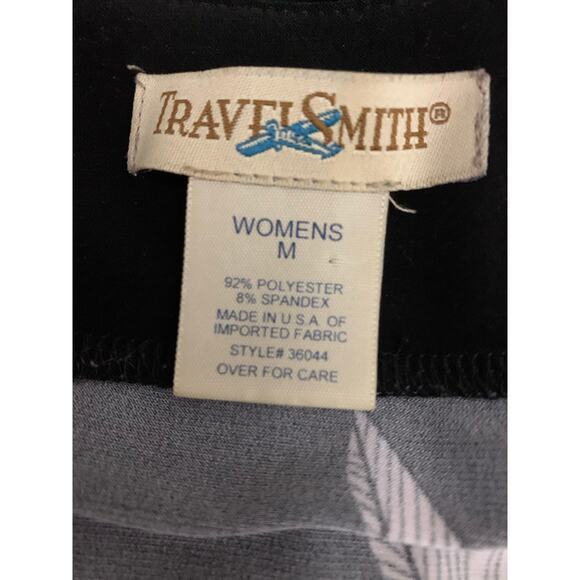 TRAVELSMITH®
WOMENS
M
92% POLYESTER
8% SPANDEX
MADE IN U.S.A. OF
IMPORTED FABRIC
STYLE# 36044
OVER FOR CARE